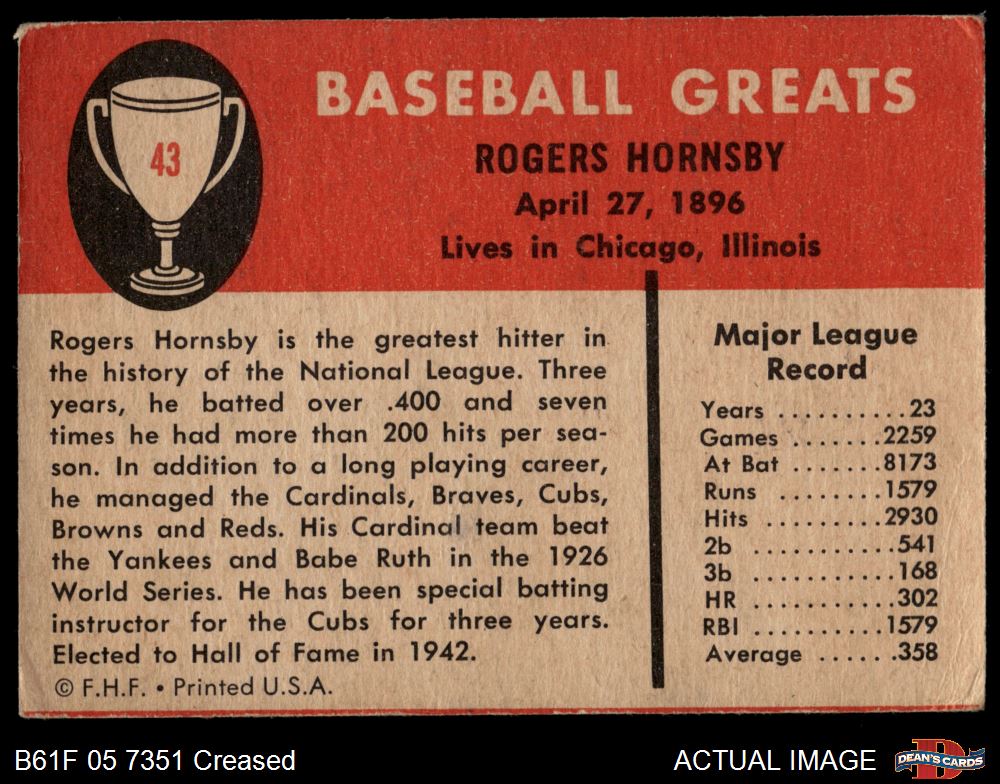 43
BASEBALL GREATS
ROGERS HORNSBY
April 27, 1896
Lives in Chicago, Illinois
Rogers Hornsby is the greatest hitter in
the history of the National League. Three
years, he batted over .400 and seven
times he had more than 200 hits per sea-
son. In addition to a long playing career,
he managed the Cardinals, Braves, Cubs,
Browns and Reds. His Cardinal team beat
the Yankees and Babe Ruth in the 1926
World Series. He has been special batting
instructor for the Cubs for three years.
Elected to Hall of Fame in 1942.
© F.H.F. • Printed U.S.A.
Major League
Record
Years ..........23
Games .......2259
At Bat .......8173
Runs ........1579
Hits .........2930
2b ...........541
3b ...........168
HR ...........302
RBI ..........1579
Average ......358
B61F 05 7351 Creased
ACTUAL IMAGE
D
DEAN'S CARDS